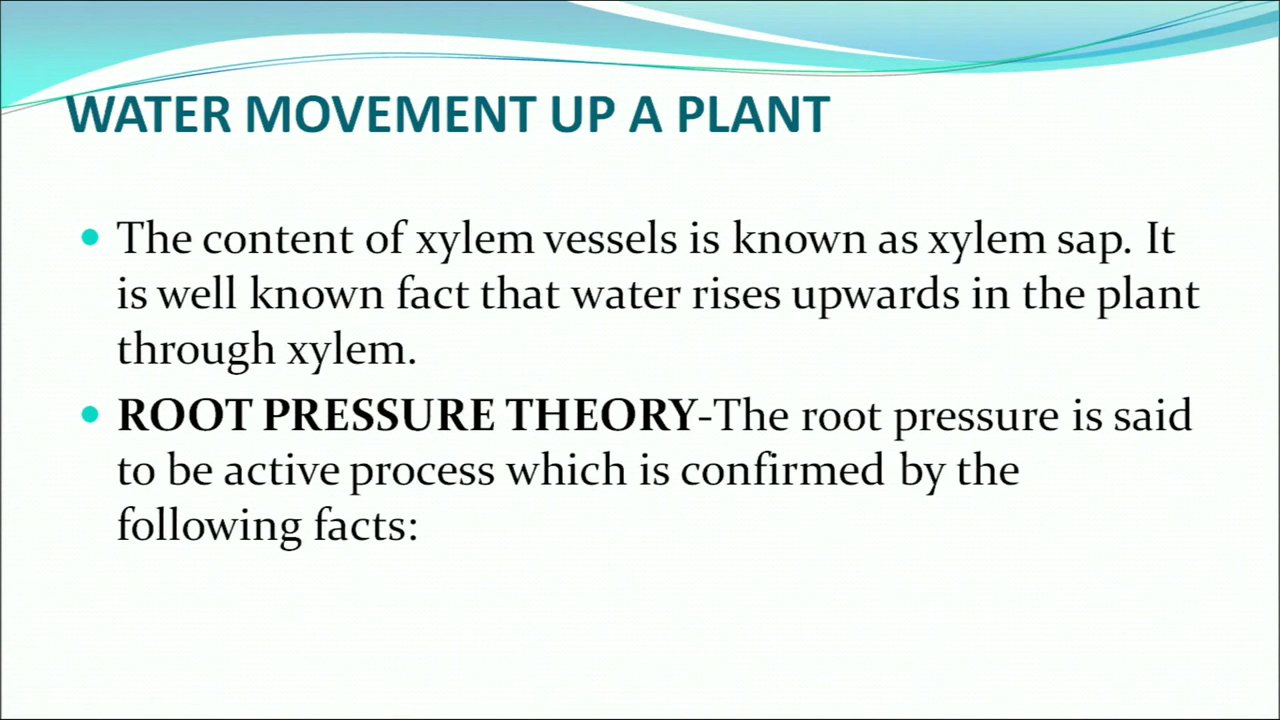 WATER MOVEMENT UP A PLANT
The content of xylem vessels is known as xylem sap. It
is well known fact that water rises upwards in the plant
through xylem.
ROOT PRESSURE THEORY-The root pressure is said
to be active process which is confirmed by the
following facts: